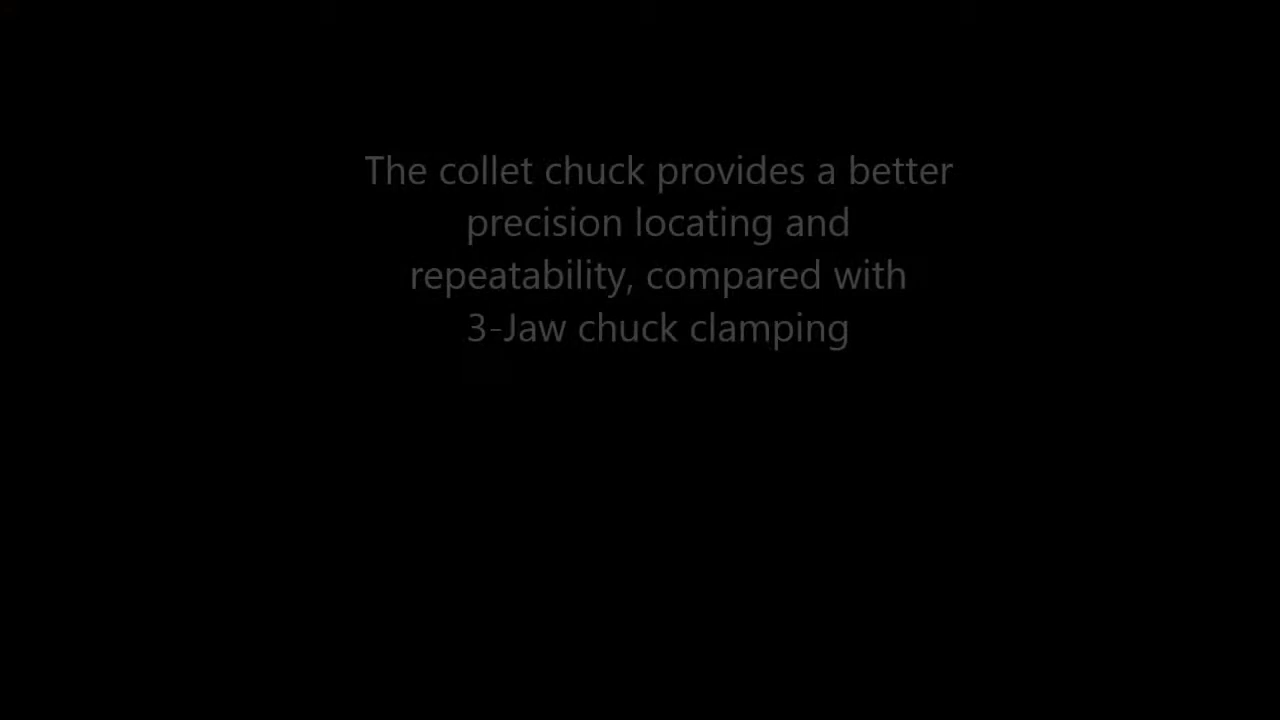 The collet chuck provides a better
precision locating and
repeatability, compared with
3-Jaw chuck clamping